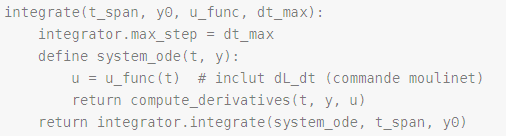 integrate(t_span, y0, u_func, dt_max):
    integrator.max_step = dt_max
    define system_ode(t, y):
        u = u_func(t)  # inclut dL_dt (commande moulinet)
        return compute_derivatives(t, y, u)
    return integrator.integrate(system_ode, t_span, y0)